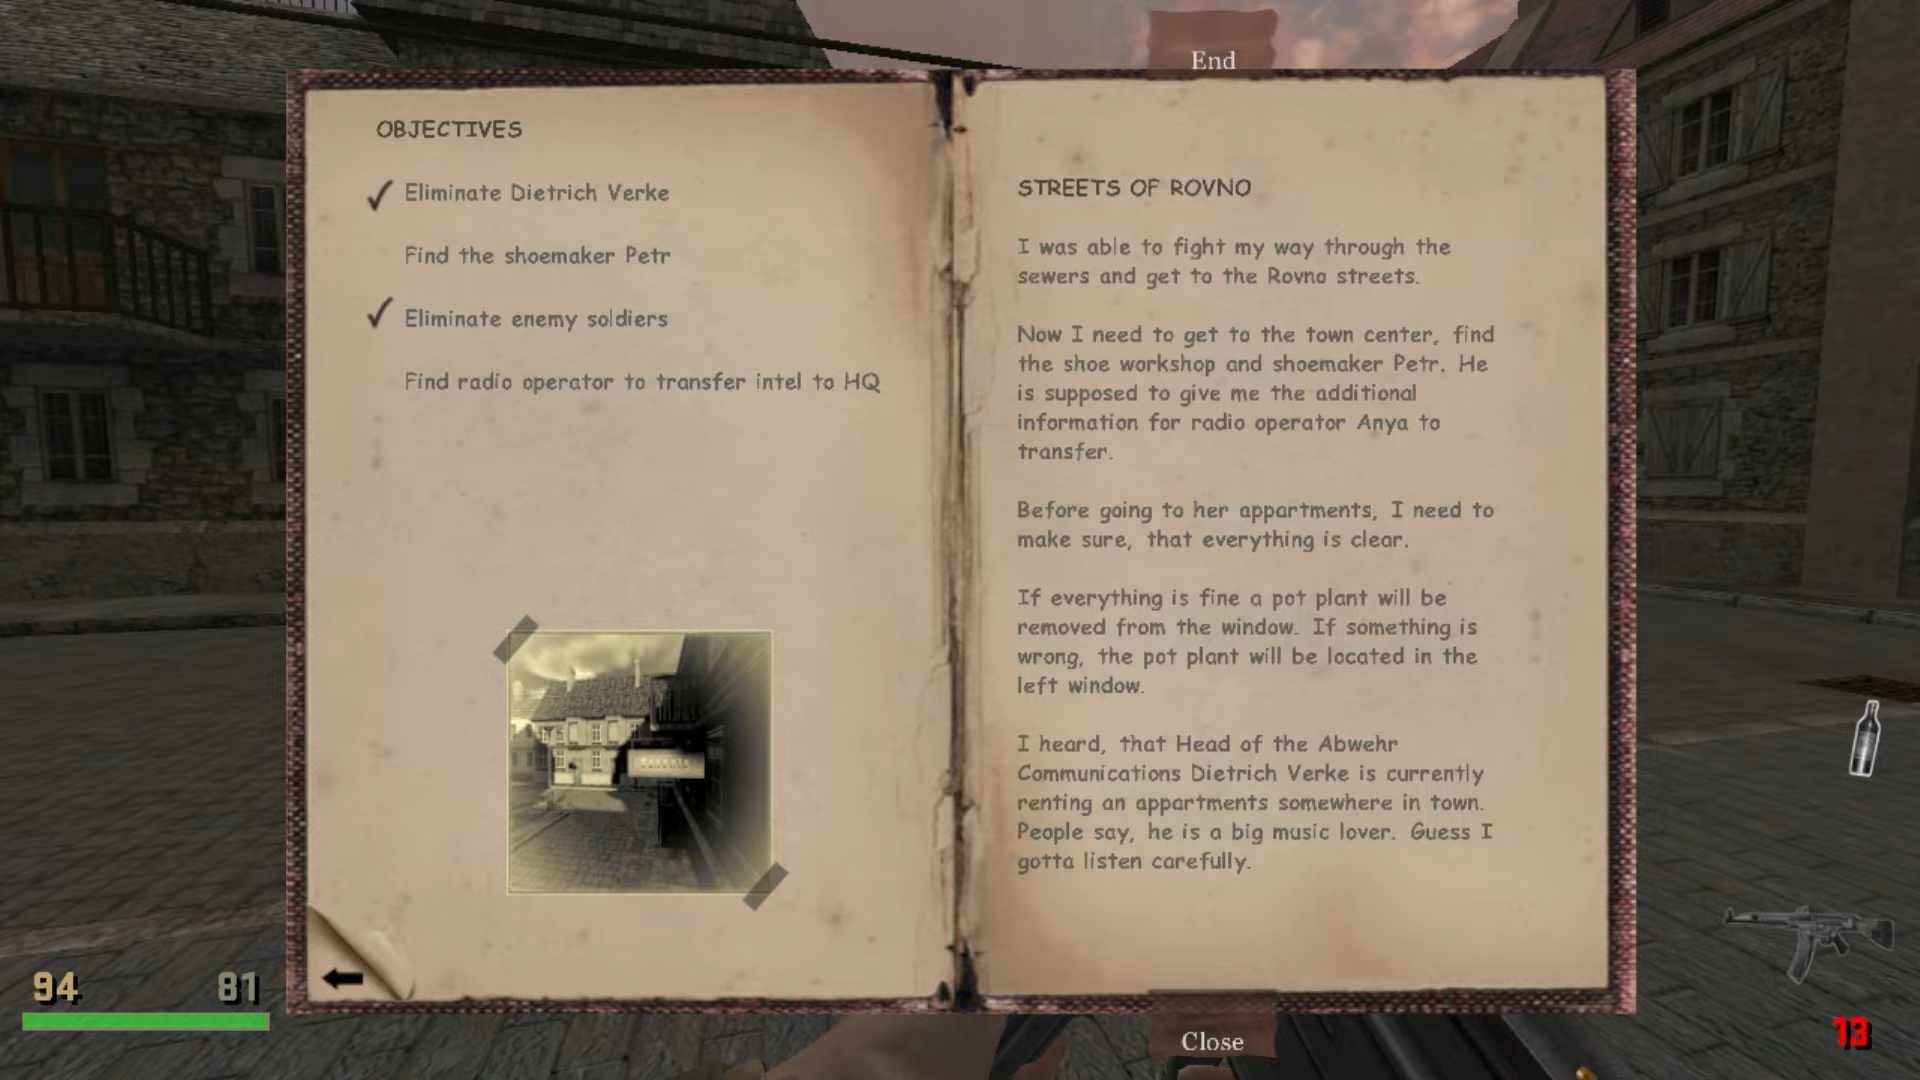 End
OBJECTIVES
Eliminate Dietrich Verke
Find the shoemaker Petr
Eliminate enemy soldiers
Find radio operator to transfer intel to HQ
STREETS OF ROVNO
I was able to fight my way through the
sewers and get to the Rovno streets.
Now I need to get to the town center, find
the shoe workshop and shoemaker Petr. He
is supposed to give me the additional
information for radio operator Anya to
transfer.
Before going to her appartments, I need to
make sure, that everything is clear.
If everything is fine a pot plant will be
removed from the window. If something is
wrong, the pot plant will be located in the
left window.
I heard, that Head of the Abwehr
Communications Dietrich Verke is currently
renting an appartments somewhere in town.
People say, he is a big music lover. Guess I
gotta listen carefully.
94 81
Close
13